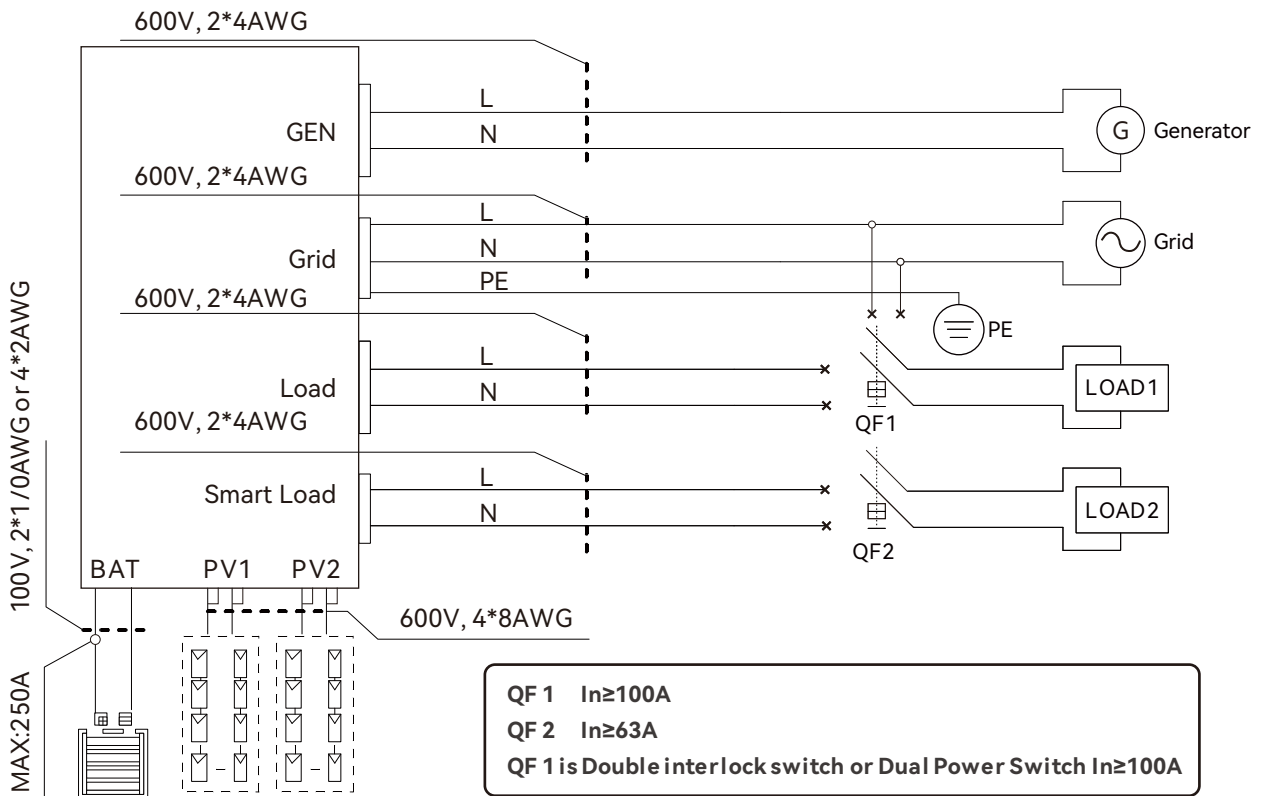 600V, 2*4AWG
L
GEN
N
G
Generator
600V, 2*4AWG
L
N
Grid
Grid
PE
600V, 2*4AWG
PE
L
Load
N
LOAD1
600V, 2*4AWG
QF1
L
Smart Load
N
LOAD2
QF2
BAT PV1 PV2
100V, 2*1/0AWG or 4*2AWG
600V, 4*8AWG
MAX:250A
QF 1 In≥100A
QF 2 In≥63A
QF 1 is Double interlock switch or Dual Power Switch In≥100A